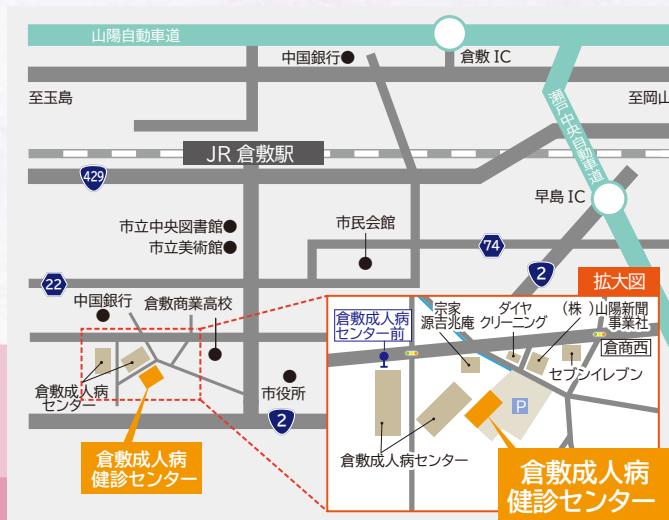 山陽自動車道
中国銀行
倉敷 IC
至玉島
至岡山
瀬戸中央自動車道
JR 倉敷駅
429
早島 IC
市立中央図書館
市立美術館
市民会館
74
2
22
中国銀行
倉敷商業高校
倉敷成人病
センター
市役所
2
倉敷成人病
健診センター
拡大図
倉敷成人病
センター前
宗家
源吉兆庵
ダイヤ
クリーニング
(株 )山陽新聞
事業社
倉商西
セブンイレブン
P
倉敷成人病センター
倉敷成人病
健診センター